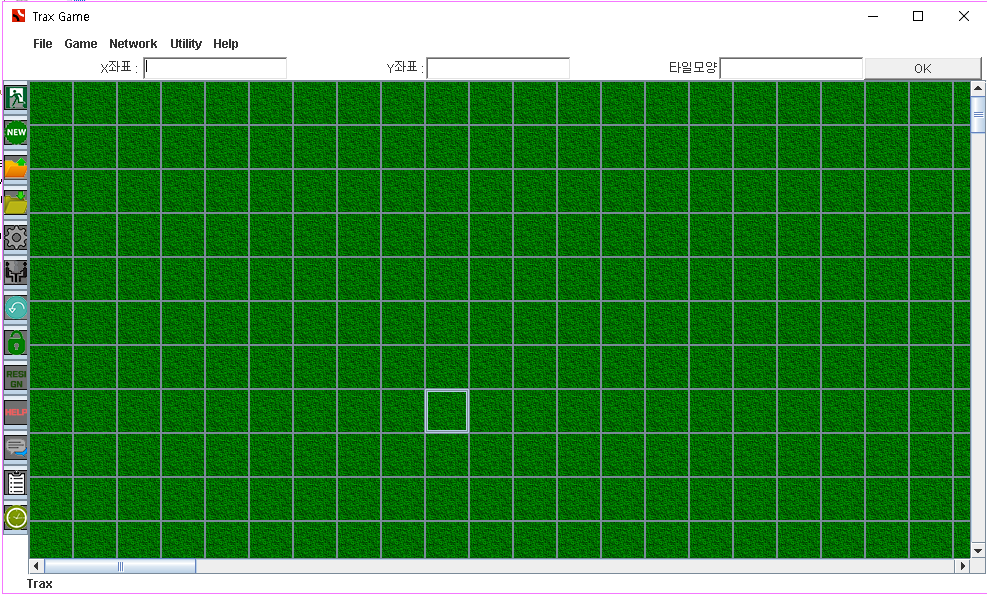 Trax Game
File Game Network Utility Help
X좌표 : Y좌표 : 타일모양 OK
NEW
RESI
GN
HELP
Trax